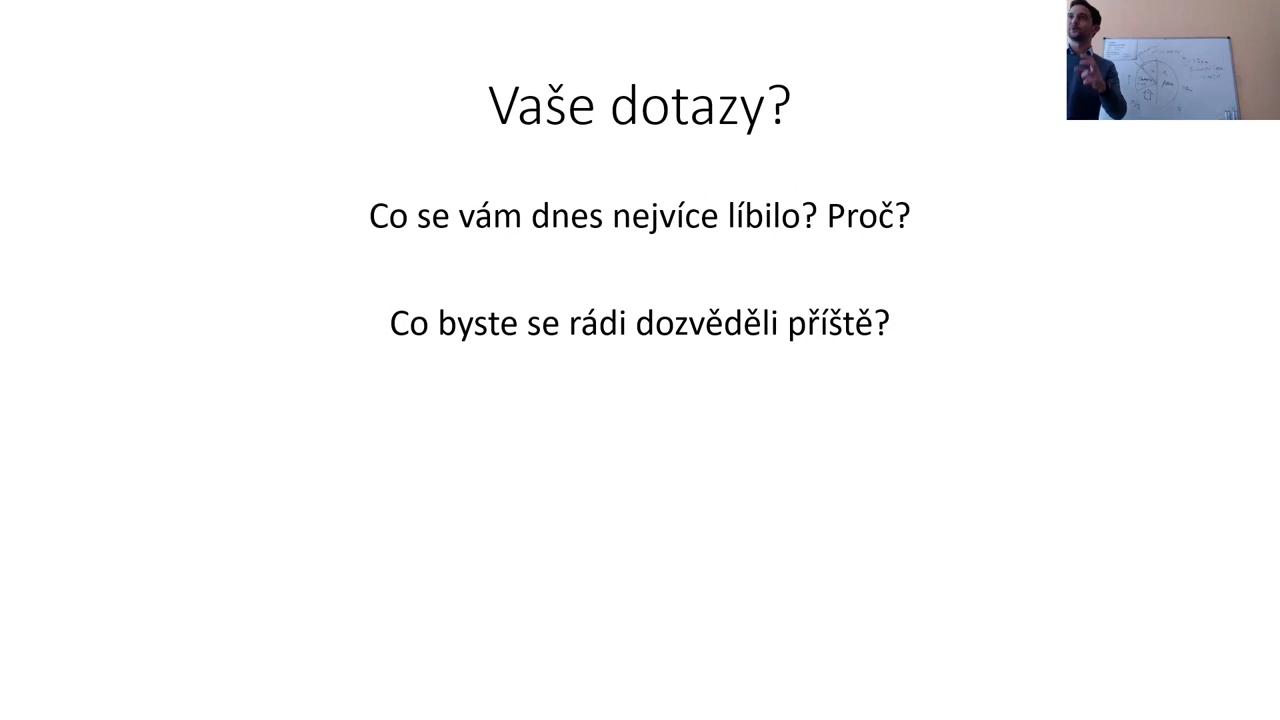 Vaše dotazy?
Co se vám dnes nejvíce líbilo? Proč?
Co byste se rádi dozvěděli příště?